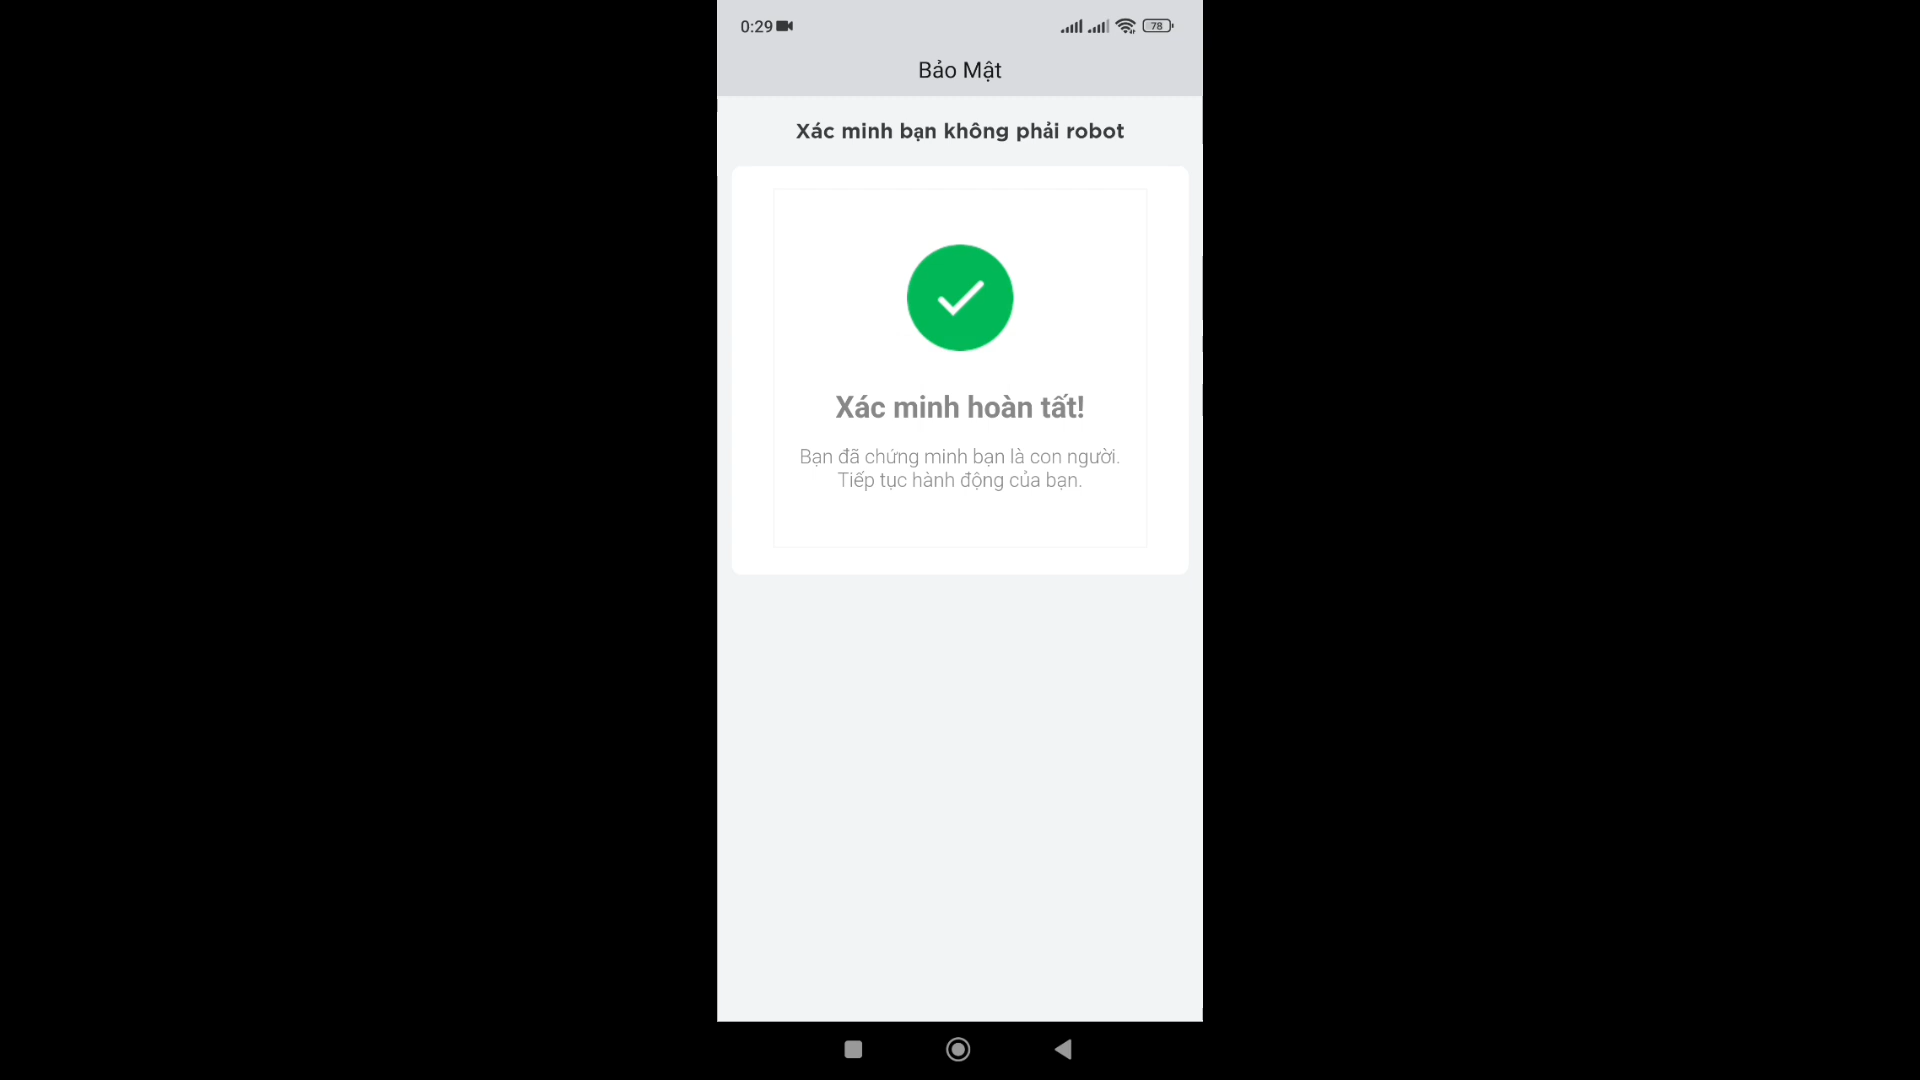 0:29
78
Bảo Mật
Xác minh bạn không phải robot
Xác minh hoàn tất!
Bạn đã chứng minh bạn là con người.
Tiếp tục hành động của bạn.